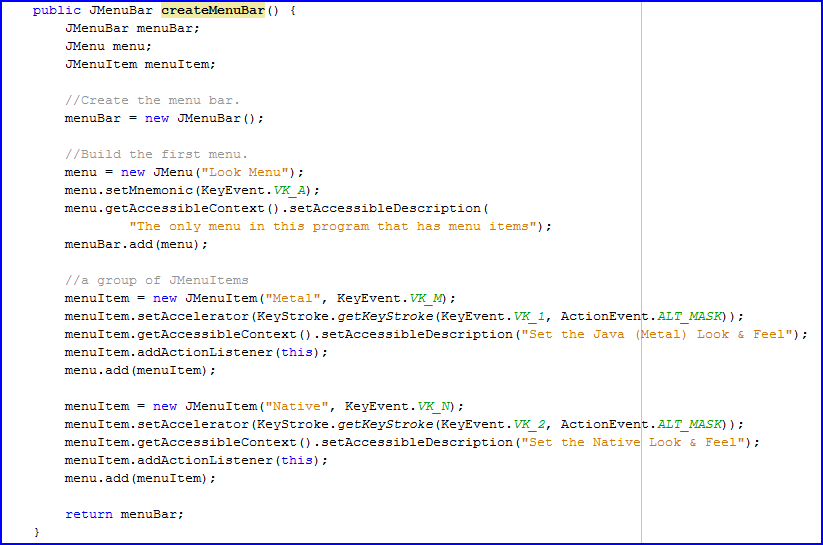 public JMenuBar createMenuBar() {
    JMenuBar menuBar;
    JMenu menu;
    JMenuItem menuItem;

    //Create the menu bar.
    menuBar = new JMenuBar();

    //Build the first menu.
    menu = new JMenu("Look Menu");
    menu.setMnemonic(KeyEvent.VK_A);
    menu.getAccessibleContext().setAccessibleDescription(
            "The only menu in this program that has menu items");
    menuBar.add(menu);

    //a group of JMenuItems
    menuItem = new JMenuItem("Metal", KeyEvent.VK_M);
    menuItem.setAccelerator(KeyStroke.getKeyStroke(KeyEvent.VK_1, ActionEvent.ALT_MASK));
    menuItem.getAccessibleContext().setAccessibleDescription("Set the Java (Metal) Look & Feel");
    menuItem.addActionListener(this);
    menu.add(menuItem);

    menuItem = new JMenuItem("Native", KeyEvent.VK_N);
    menuItem.setAccelerator(KeyStroke.getKeyStroke(KeyEvent.VK_2, ActionEvent.ALT_MASK));
    menuItem.getAccessibleContext().setAccessibleDescription("Set the Native Look & Feel");
    menuItem.addActionListener(this);
    menu.add(menuItem);

    return menuBar;
}